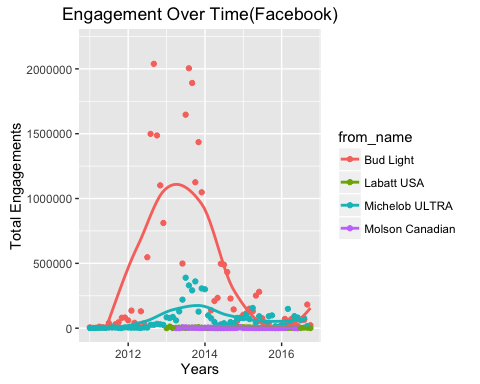 Engagement Over Time(Facebook)
Total Engagements
2000000
1500000
1000000
500000
0
2012
2014
2016
Years
from_name
Bud Light
Labatt USA
Michelob ULTRA
Molson Canadian